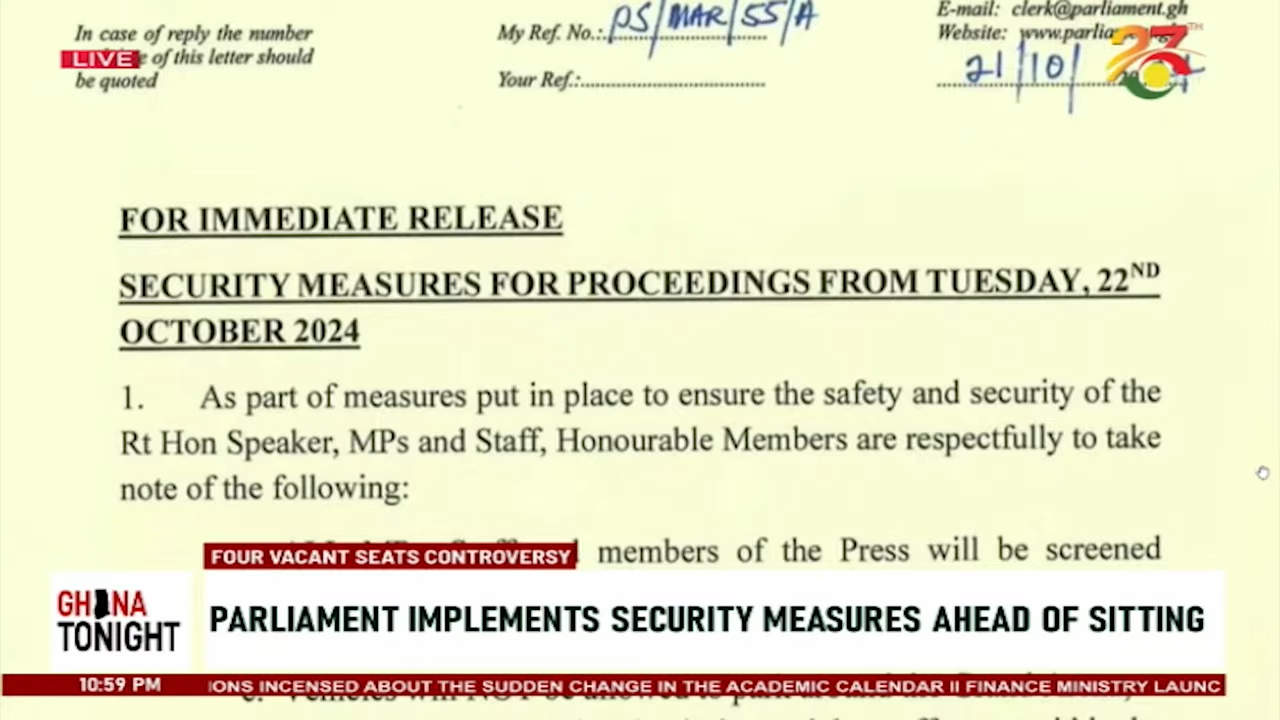 In case of reply the number
LIVE
e of this letter should
be quoted
My Ref. No.: PS/MAR/55/A
Your Ref.:
E-mail: clerk@parliament.gh
Website: www.parlia
21/10/
FOR IMMEDIATE RELEASE
SECURITY MEASURES FOR PROCEEDINGS FROM TUESDAY, 22ND
OCTOBER 2024
1. As part of measures put in place to ensure the safety and security of the
Rt Hon Speaker, MPs and Staff, Honourable Members are respectfully to take
note of the following:
members of the Press will be screened
FOUR VACANT SEATS CONTROVERSY
GHANA
TONIGHT
PARLIAMENT IMPLEMENTS SECURITY MEASURES AHEAD OF SITTING
10:59 PM
IONS INCENSED ABOUT THE SUDDEN CHANGE IN THE ACADEMIC CALENDAR II FINANCE MINISTRY LAUNC